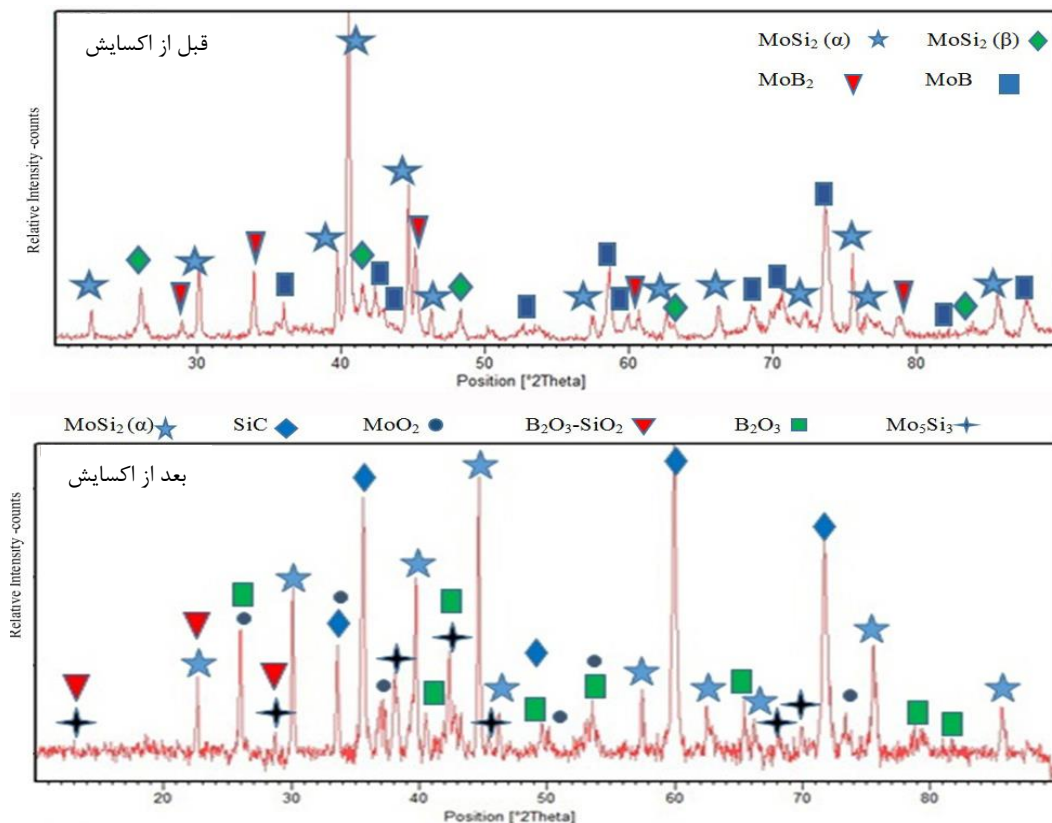 قبل از اکسایش
MoSi₂ (α) MoSi₂ (β)
MoB₂ MoB
Relative Intensity -counts
30 40 50 60 70 80
Position [°2Theta]
MoSi₂ (α) SiC MoO₂ B₂O₃-SiO₂ B₂O₃ Mo₅Si₃
بعد از اکسایش
Relative Intensity -counts
20 30 40 50 60 70 80
Position [°2Theta]